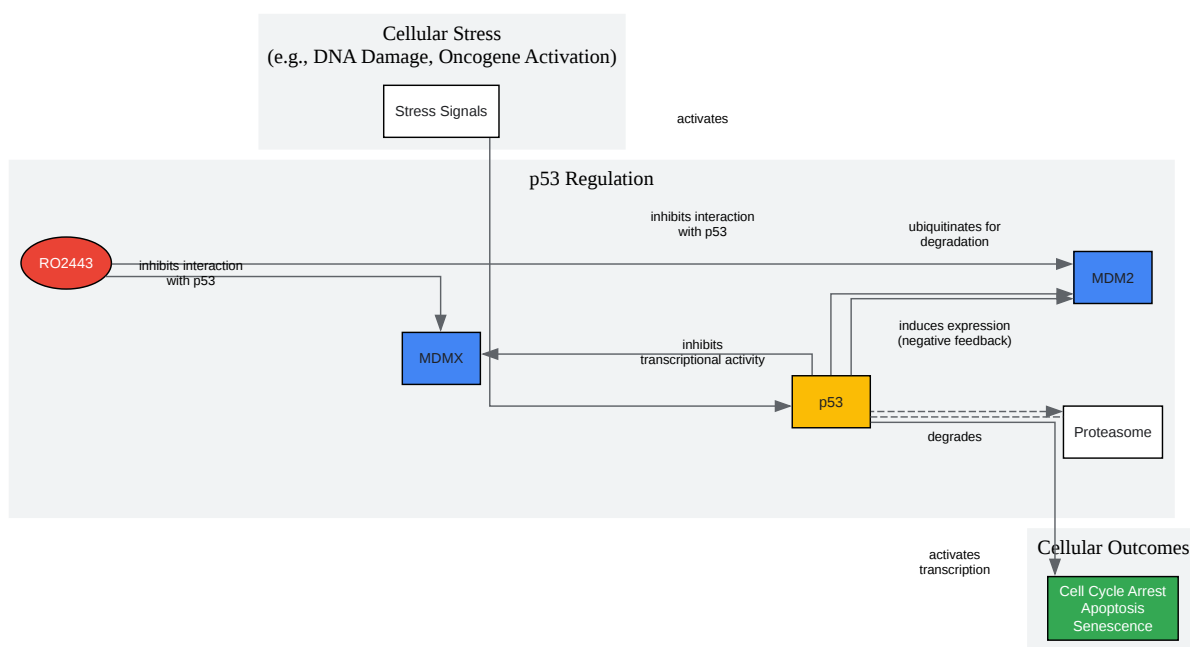 Cellular Stress
(e.g., DNA Damage, Oncogene Activation)
Stress Signals
activates
p53 Regulation
inhibits interaction
with p53
ubiquitinates for
degradation
RO2443
inhibits interaction
with p53
MDM2
induces expression
(negative feedback)
MDMX
inhibits
transcriptional activity
p53
Proteasome
degrades
activates
transcription
Cellular Outcomes
Cell Cycle Arrest
Apoptosis
Senescence